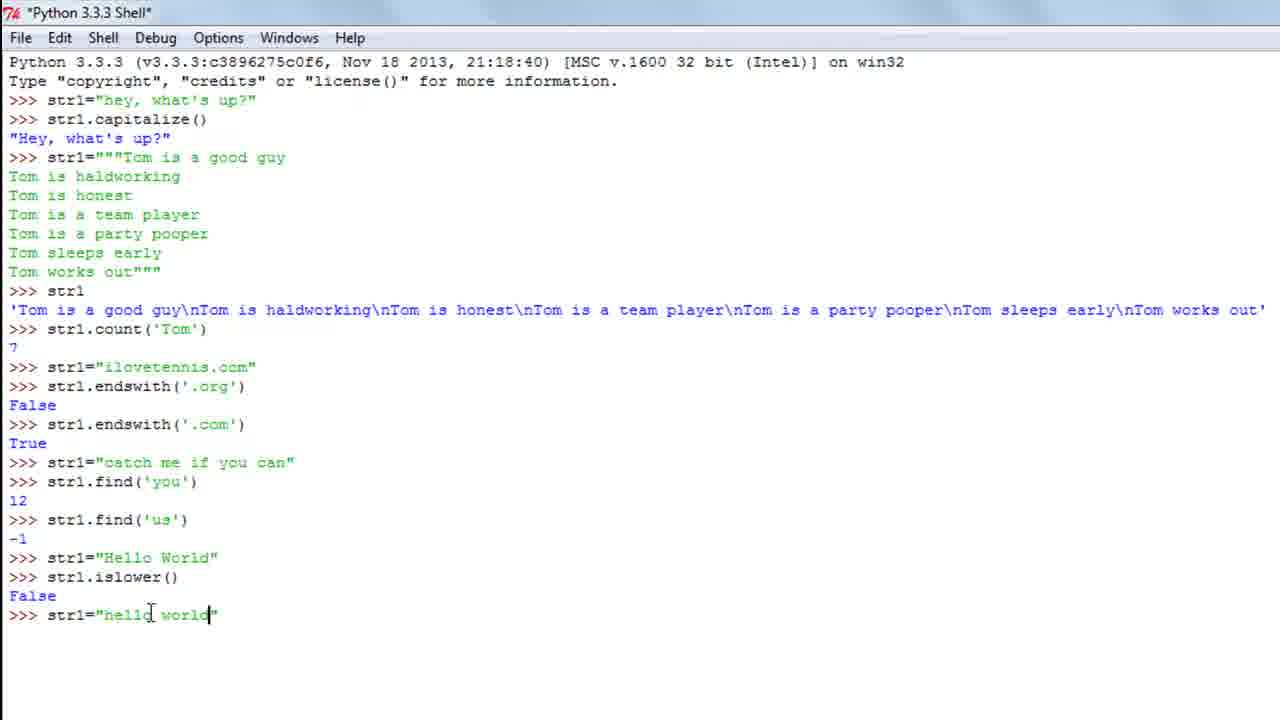 *Python 3.3.3 Shell*
File Edit Shell Debug Options Windows Help
Python 3.3.3 (v3.3.3:c3896275c0f6, Nov 18 2013, 21:18:40) [MSC v.1600 32 bit (Intel)] on win32
Type "copyright", "credits" or "license()" for more information.
>>> str1="hey, what's up?"
>>> str1.capitalize()
"Hey, what's up?"
>>> str1="""Tom is a good guy
Tom is haldworking
Tom is honest
Tom is a team player
Tom is a party pooper
Tom sleeps early
Tom works out"""
>>> str1
'Tom is a good guy\nTom is haldworking\nTom is honest\nTom is a team player\nTom is a party pooper\nTom sleeps early\nTom works out'
>>> str1.count('Tom')
7
>>> str1="ilovetennis.com"
>>> str1.endswith('.org')
False
>>> str1.endswith('.com')
True
>>> str1="catch me if you can"
>>> str1.find('you')
12
>>> str1.find('us')
-1
>>> str1="Hello World"
>>> str1.islower()
False
>>> str1="hello world"